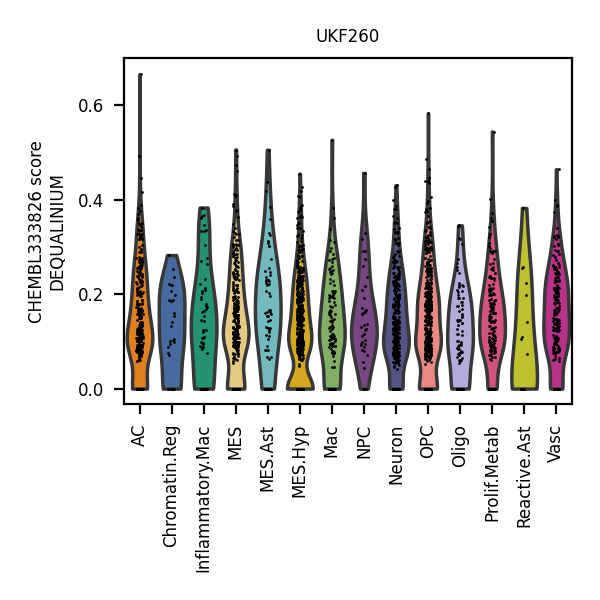 UKF260
CHEMBL333826 score
DEQUALINIUM
0.6
0.4
0.2
0.0
AC
Chromatin.Reg
Inflammatory.Mac
MES
MES.Ast
MES.Hyp
Mac
NPC
Neuron
OPC
Oligo
Prolif.Metab
Reactive.Ast
Vasc